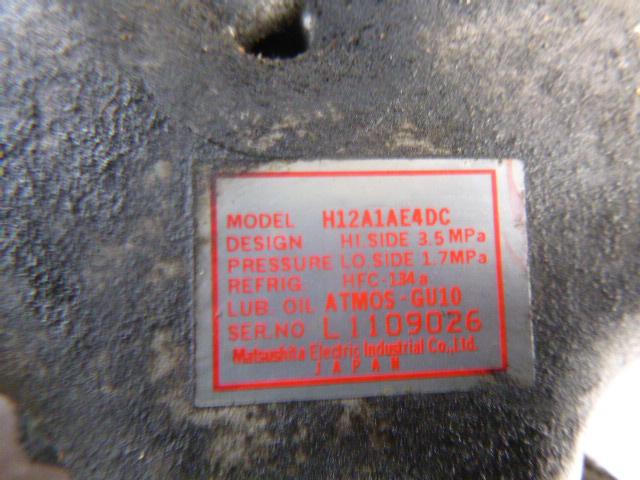 MODEL H12A1AE4DC
DESIGN HI.SIDE 3.5 MPa
PRESSURE LO.SIDE 1.7MPa
REFRIG. HFC-134a
LUB. OIL ATMOS-GU10
SER.NO L1109026
Matsushita Electric Industrial Co.,Ltd.
JAPAN